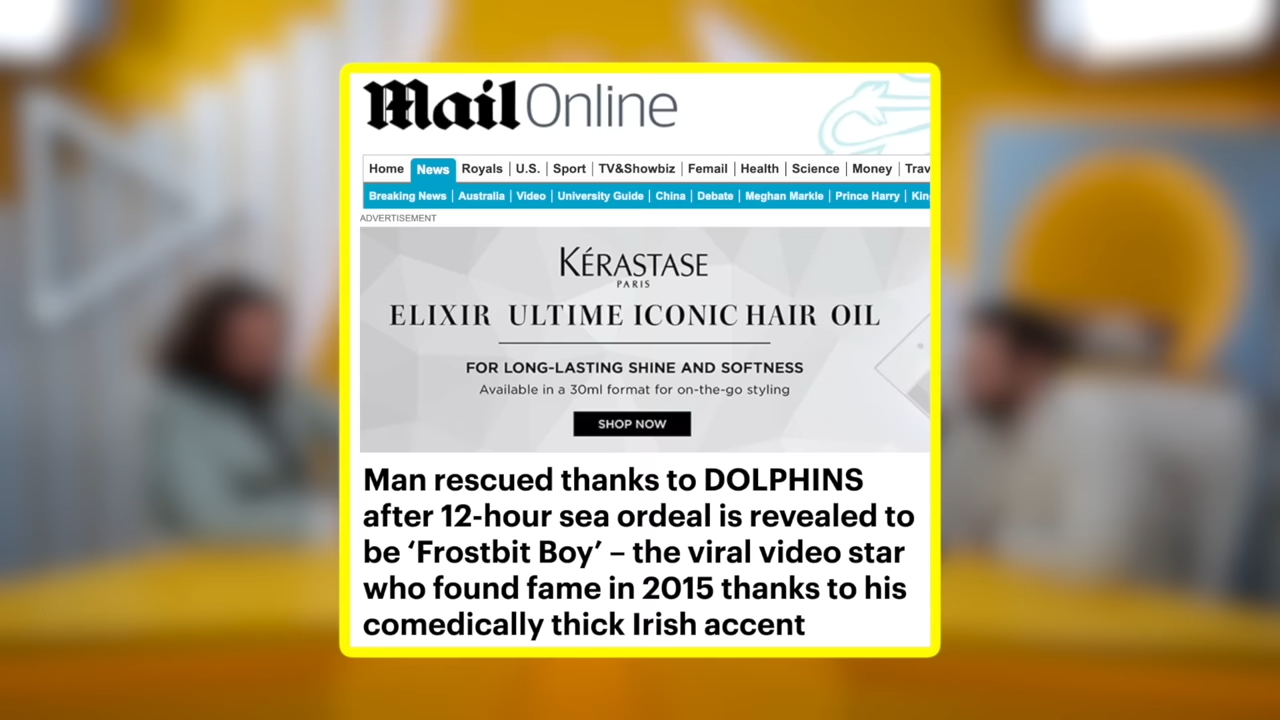 Mail Online
Home News Royals U.S. Sport TV&Showbiz Femail Health Science Money Trav
Breaking News Australia Video University Guide China Debate Meghan Markle Prince Harry Kin
ADVERTISEMENT
KÉRASTASE
PARIS
ELIXIR ULTIME ICONIC HAIR OIL
FOR LONG-LASTING SHINE AND SOFTNESS
Available in a 30ml format for on-the-go styling
SHOP NOW
Man rescued thanks to DOLPHINS
after 12-hour sea ordeal is revealed to
be ‘Frostbit Boy’ – the viral video star
who found fame in 2015 thanks to his
comedically thick Irish accent